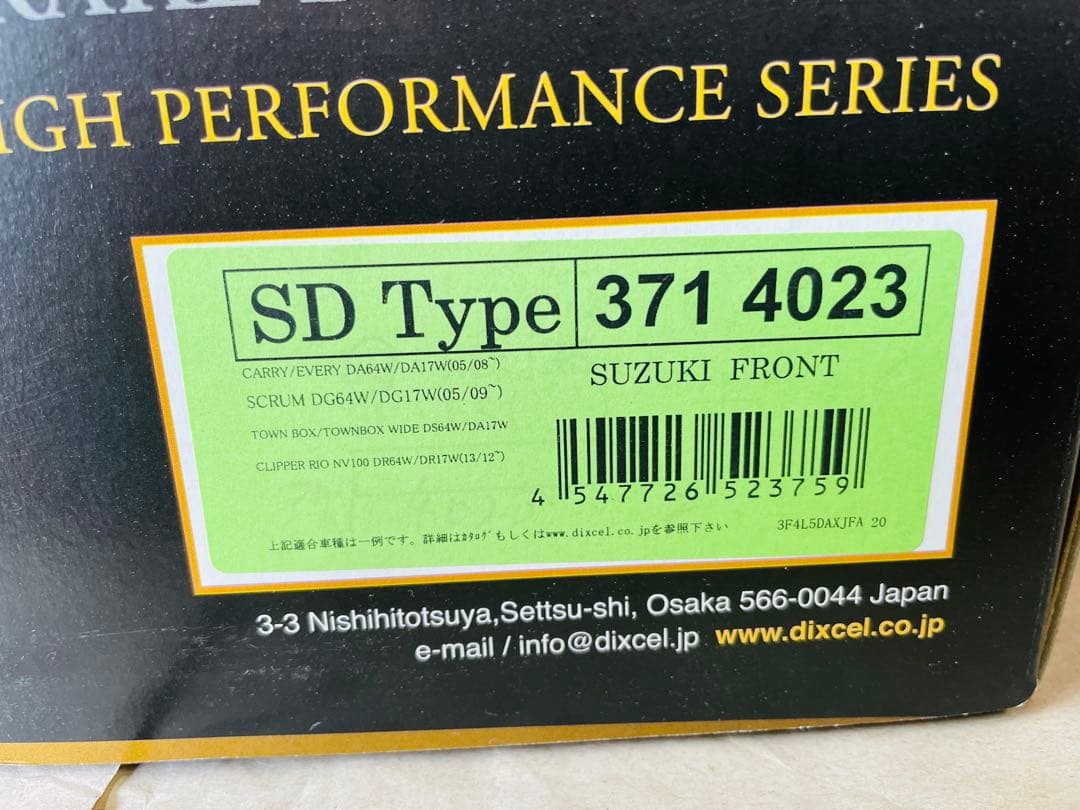 HIGH PERFORMANCE SERIES
SD Type 371 4023
CARRY/EVERY DA64W/DA17W(05/08~)
SCRUM DG64W/DG17W(05/09~)
TOWN BOX/TOWNBOX WIDE DS64W/DA17W
CLIPPER RIO NV100 DR64W/DR17W(13/12~)
SUZUKI FRONT
4 547726 523759
上記適合車種は一例です。詳細はｶﾀﾛｸﾞもしくはwww.dixcel.co.jpを参照下さい
3F4L5DAXJFA 20
3-3 Nishihitotsuya,Settsu-shi, Osaka 566-0044 Japan
e-mail / info@dixcel.jp www.dixcel.co.jp